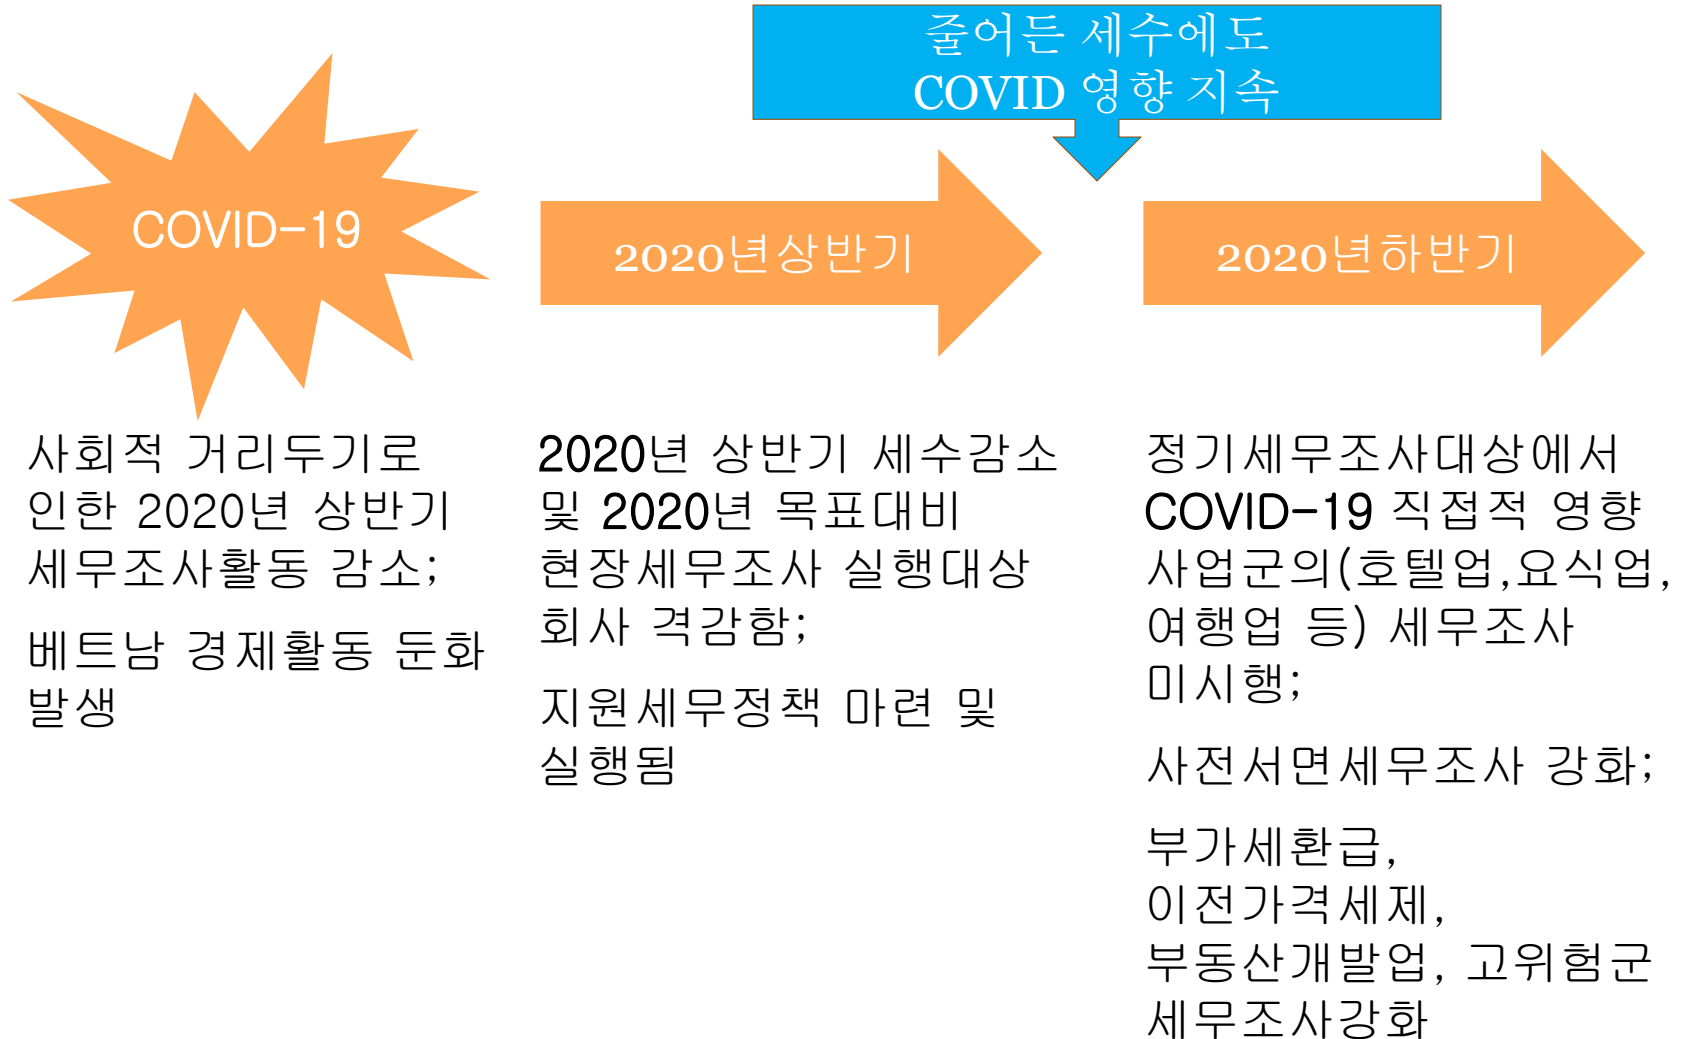 줄어든 세수에도
COVID 영향 지속
COVID-19
2020년상반기
2020년하반기
사회적 거리두기로
인한 2020년 상반기
세무조사활동 감소;
베트남 경제활동 둔화
발생
2020년 상반기 세수감소
및 2020년 목표대비
현장세무조사 실행대상
회사 격감함;
지원세무정책 마련 및
실행됨
정기세무조사대상에서
COVID-19 직접적 영향
사업군의(호텔업,요식업,
여행업 등) 세무조사
미시행;
사전서면세무조사 강화;
부가세환급,
이전가격세제,
부동산개발업, 고위험군
세무조사강화